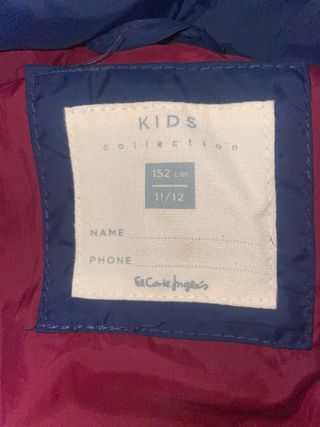 KIDS
collection
152 cm
11/12
NAME
PHONE
El Corte Inglés